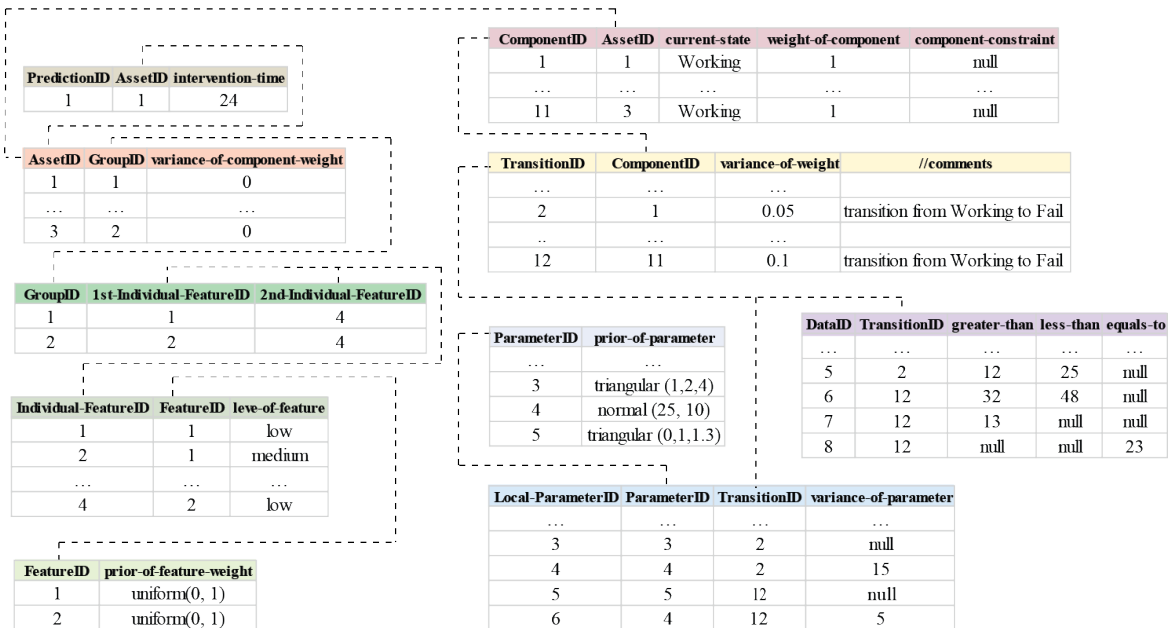 PredictionID AssetID intervention-time
1 1 24
AssetID GroupID variance-of-component-weight
1 1 0
... ... ...
3 2 0
GroupID 1st-Individual-FeatureID 2nd-Individual-FeatureID
1 1 4
2 2 4
Individual-FeatureID FeatureID leve-of-feature
1 1 low
2 1 medium
... ... ...
4 2 low
FeatureID prior-of-feature-weight
1 uniform(0, 1)
2 uniform(0, 1)
ComponentID AssetID current-state weight-of-component component-constraint
1 1 Working 1 null
... ... ... ... ...
11 3 Working 1 null
TransitionID ComponentID variance-of-weight //comments
... ... ...
2 1 0.05 transition from Working to Fail
.. ... ...
12 11 0.1 transition from Working to Fail
ParameterID prior-of-parameter
... ...
3 triangular (1,2,4)
4 normal (25, 10)
5 triangular (0,1,1.3)
DataID TransitionID greater-than less-than equals-to
... ... ... ... ...
5 2 12 25 null
6 12 32 48 null
7 12 13 null null
8 12 null null 23
Local-ParameterID ParameterID TransitionID variance-of-parameter
... ... ... ...
3 3 2 null
4 4 2 15
5 5 12 null
6 4 12 5